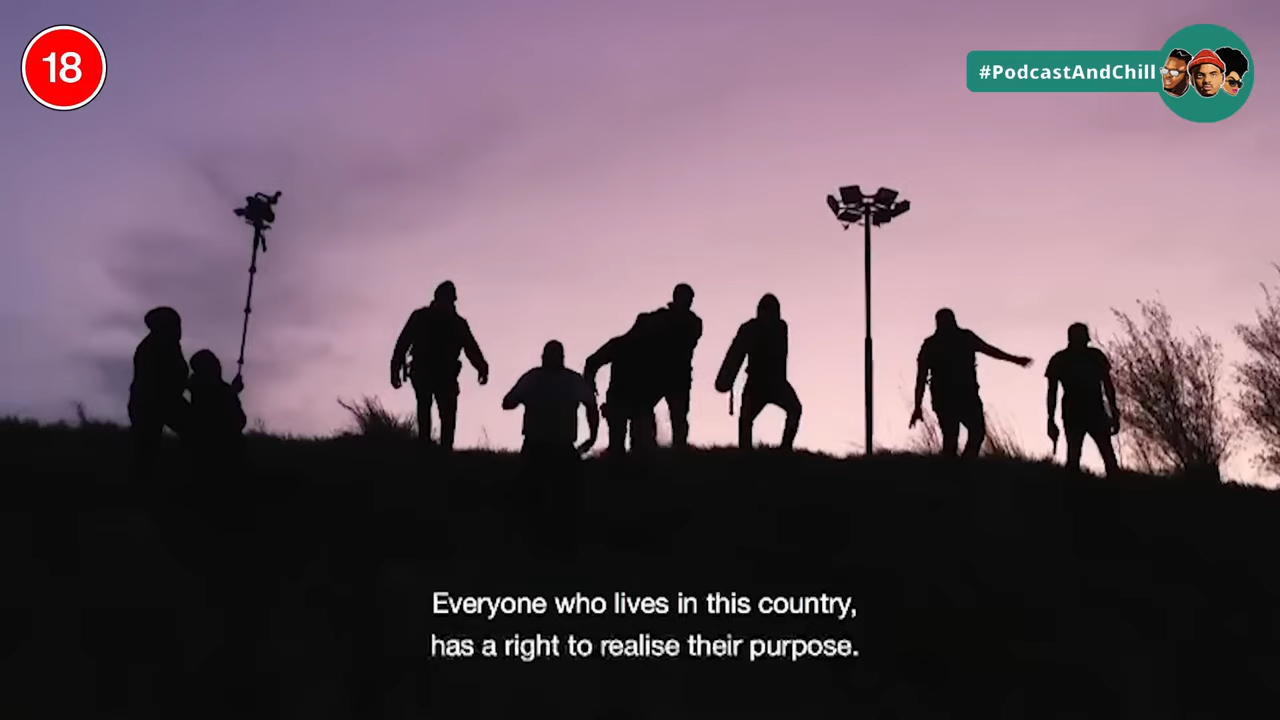 18
#PodcastAndChill
Everyone who lives in this country,
has a right to realise their purpose.